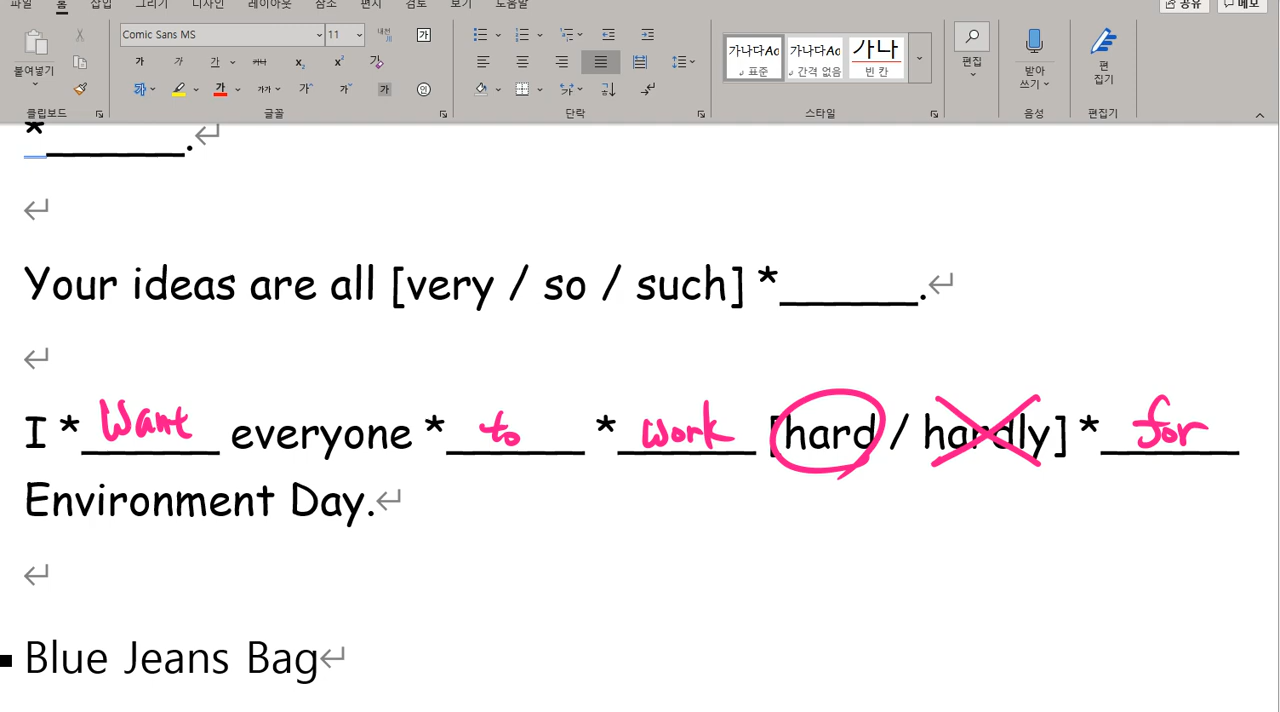 파일 홈 삽입 그리기 디자인 레이아웃 참조 편지 검토 보기 도움말 공유 메모
Comic Sans MS 11
붙여넣기 가나다AaC 가나다AaC 가나 편집 받아쓰기 편집기
표준 간격 없음 빈 칸
클립보드 글꼴 단락 스타일 음성 편집기
*______.
Your ideas are all [very / so / such] *______.
I * want everyone * to * work [hard / hardly] * for
Environment Day.
Blue Jeans Bag